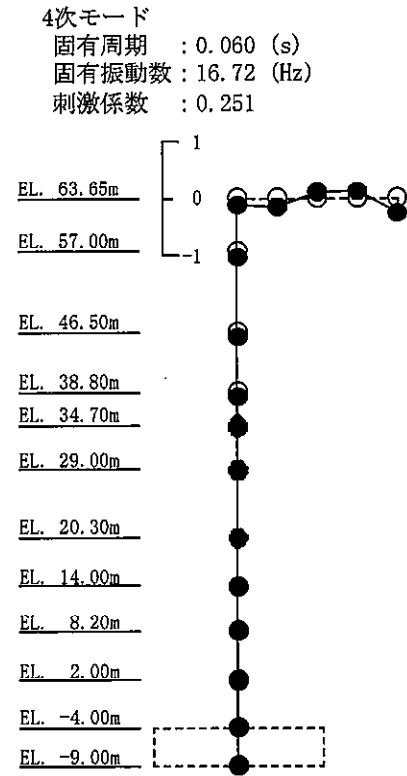 4次モード
固有周期 :0.060 (s)
固有振動数:16.72 (Hz)
刺激係数 :0.251
1
EL. 63.65m 0
EL. 57.00m -1
EL. 46.50m
EL. 38.80m
EL. 34.70m
EL. 29.00m
EL. 20.30m
EL. 14.00m
EL. 8.20m
EL. 2.00m
EL. -4.00m
EL. -9.00m